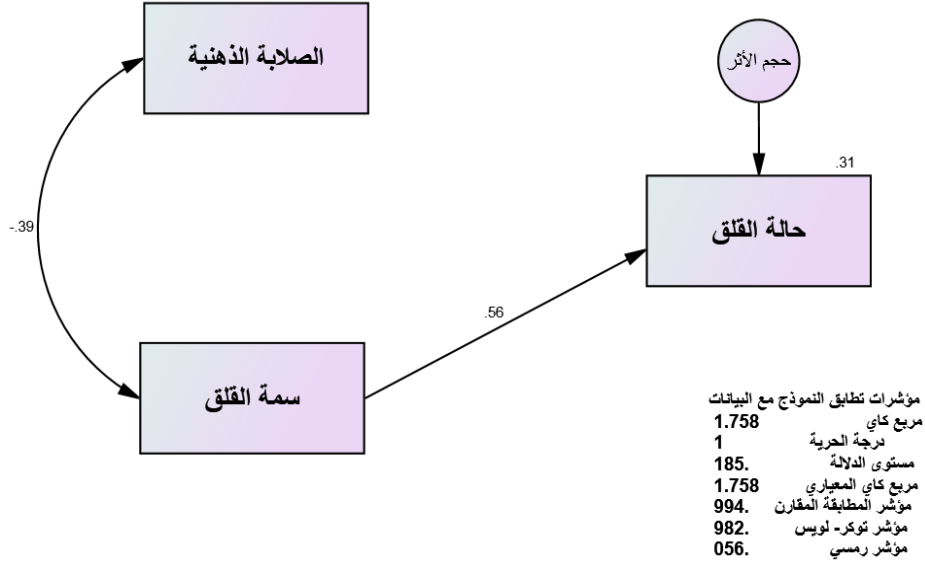 الصلابة الذهنية
حجم الأثر
.31
حالة القلق
-.39
.56
سمة القلق
مؤشرات تطابق النموذج مع البيانات
مربع كاي 1.758
درجة الحرية 1
مستوى الدلالة 185.
مربع كاي المعياري 1.758
مؤشر المطابقة المقارن 994.
مؤشر توكر- لويس 982.
مؤشر رمسي 056.